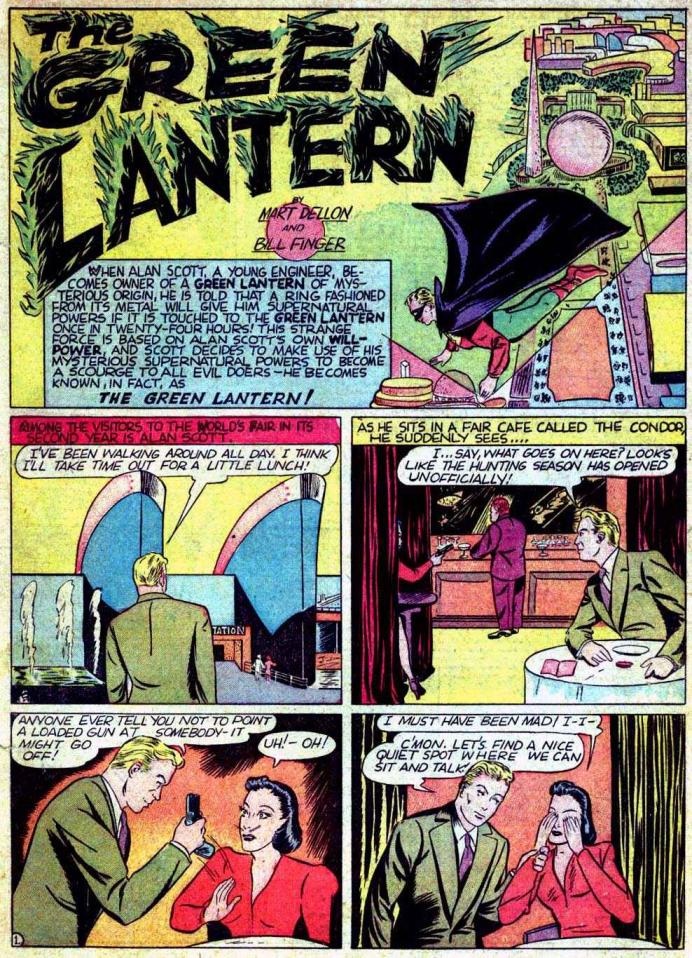 The
GREEN
LANTERN
BY
MART DELLON
AND
BILL FINGER
WHEN ALAN SCOTT, A YOUNG ENGINEER, BE-
COMES OWNER OF A GREEN LANTERN OF MYS-
TERIOUS ORIGIN, HE IS TOLD THAT A RING FASHIONED
FROM ITS METAL WILL GIVE HIM SUPERNATURAL
POWERS IF IT IS TOUCHED TO THE GREEN LANTERN
ONCE IN TWENTY-FOUR HOURS! THIS STRANGE
FORCE IS BASED ON ALAN SCOTT'S OWN WILL-
POWER, AND SCOTT DECIDES TO MAKE USE OF HIS
MYSTERIOUS SUPERNATURAL POWERS TO BECOME
A SCOURGE TO ALL EVIL DOERS - HE BECOMES
KNOWN, IN FACT, AS
THE GREEN LANTERN!
AMONG THE VISITORS TO THE WORLD'S FAIR IN ITS
SECOND YEAR IS ALAN SCOTT.
I'VE BEEN WALKING AROUND ALL DAY. I THINK
I'LL TAKE TIME OUT FOR A LITTLE LUNCH!
TATION
AS HE SITS IN A FAIR CAFE CALLED THE CONDOR,
HE SUDDENLY SEES....
I...SAY, WHAT GOES ON HERE? LOOKS
LIKE THE HUNTING SEASON HAS OPENED
UNOFFICIALLY!
ANYONE EVER TELL YOU NOT TO POINT
A LOADED GUN AT SOMEBODY-IT
MIGHT GO
OFF!
UH!-OH!
1.
I MUST HAVE BEEN MAD! I-I-
C'MON. LET'S FIND A NICE
QUIET SPOT WHERE WE CAN
SIT AND TALK.